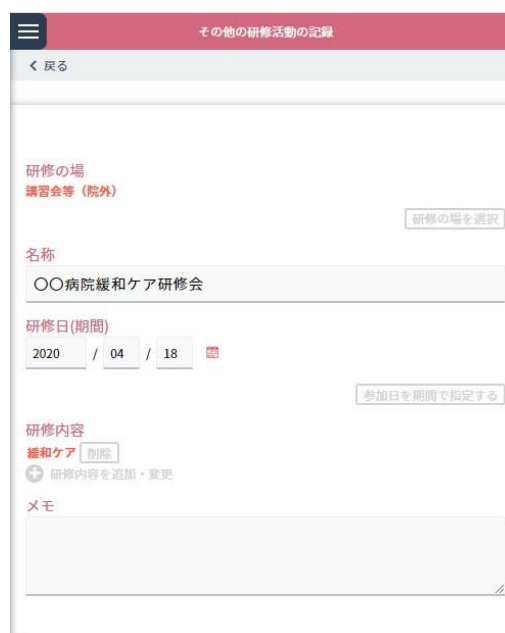 その他の研修活動の記録
戻る
研修の場
講習会等（院外）
研修の場を選択
名称
〇〇病院緩和ケア研修会
研修日(期間)
2020 / 04 / 18
参加日を期間で指定する
研修内容
緩和ケア 削除
研修内容を追加・変更
メモ